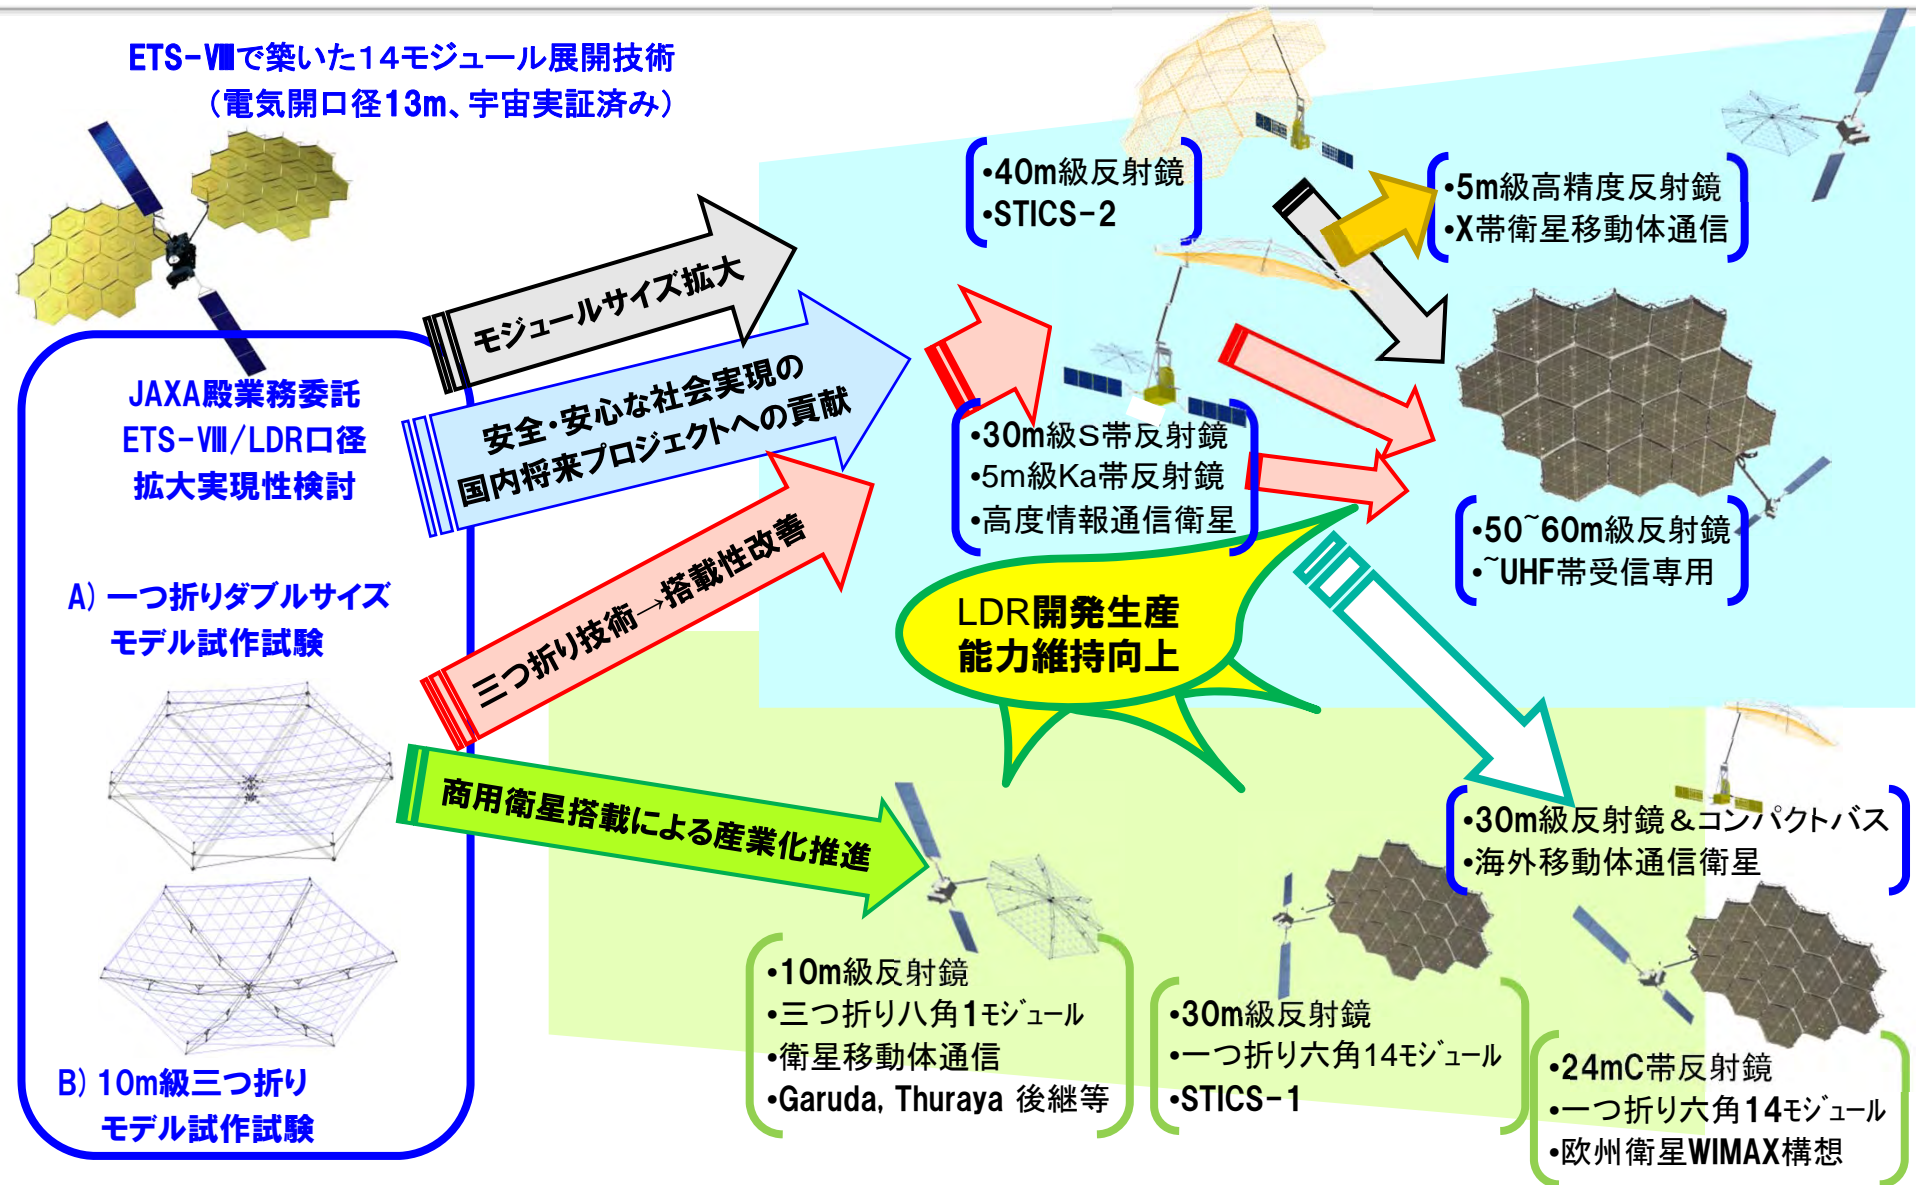 ETS-Ⅷで築いた14モジュール展開技術
（電気開口径13m、宇宙実証済み）
JAXA殿業務委託
ETS-Ⅷ/LDR口径
拡大実現性検討
A) 一つ折りダブルサイズ
モデル試作試験
B) 10m級三つ折り
モデル試作試験
モジュールサイズ拡大
安全・安心な社会実現の
国内将来プロジェクトへの貢献
三つ折り技術→搭載性改善
商用衛星搭載による産業化推進
•40m級反射鏡
•STICS-2
•5m級高精度反射鏡
•X帯衛星移動体通信
•30m級S帯反射鏡
•5m級Ka帯反射鏡
•高度情報通信衛星
•50~60m級反射鏡
•~UHF帯受信専用
LDR開発生産
能力維持向上
•30m級反射鏡＆コンパクトバス
•海外移動体通信衛星
•10m級反射鏡
•三つ折り八角1モジュール
•衛星移動体通信
•Garuda, Thuraya 後継等
•30m級反射鏡
•一つ折り六角14モジュール
•STICS-1
•24mC帯反射鏡
•一つ折り六角14モジュール
•欧州衛星WIMAX構想